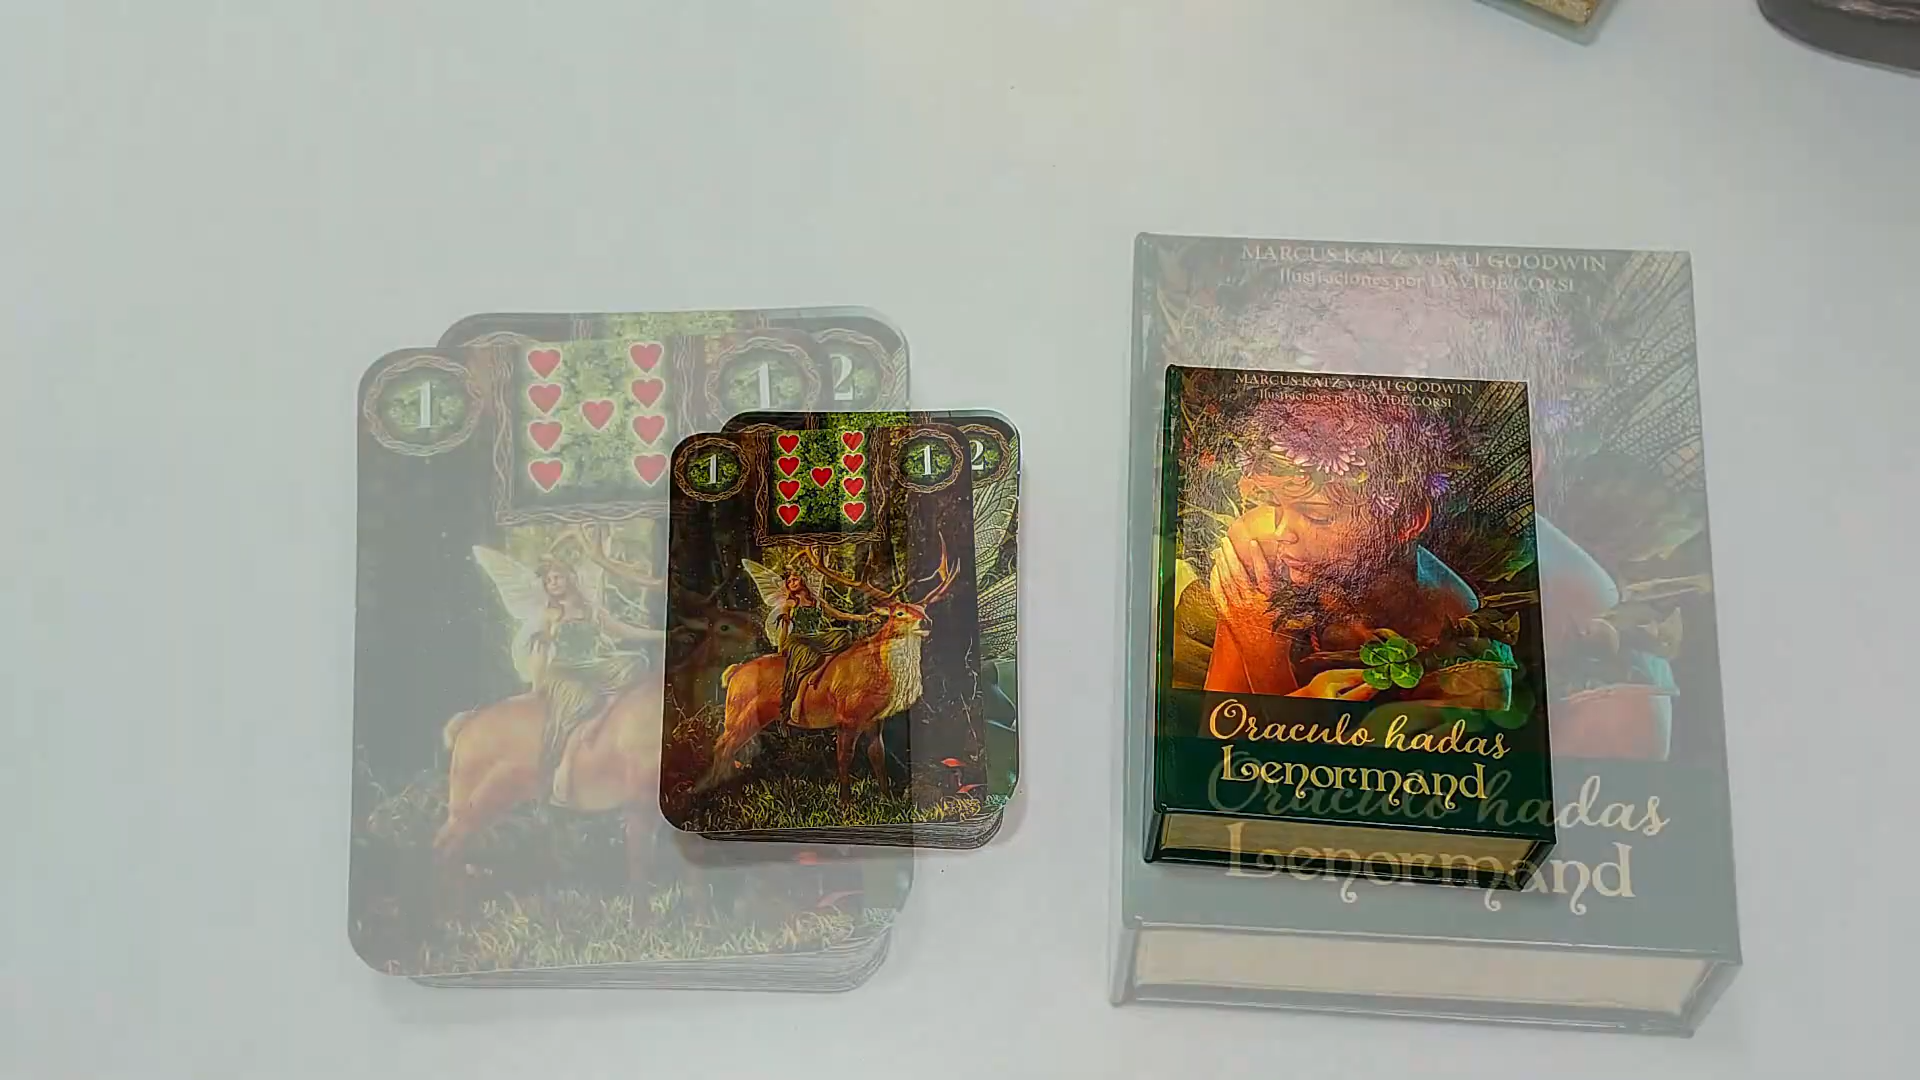 1
1
2
1
1
2
MARCUS KATZ Y TALI GOODWIN
Ilustraciones por DAVIDE CORSI
MARCUS KATZ Y TALI GOODWIN
Ilustraciones por DAVIDE CORSI
Oraculo hadas
Lenormand
Oraculo hadas
Lenormand